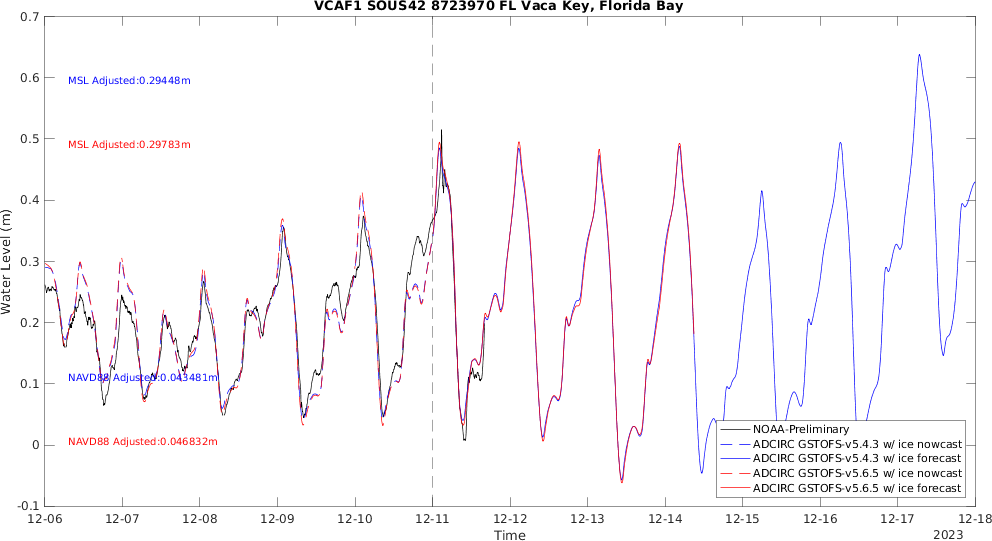 VCAF1 SOUS42 8723970 FL Vaca Key, Florida Bay
0.7
0.6
0.5
0.4
0.3
0.2
0.1
0
-0.1
Water Level (m)
MSL Adjusted:0.29448m
MSL Adjusted:0.29783m
NAVD88 Adjusted:0.043481m
NAVD88 Adjusted:0.046832m
NOAA-Preliminary
ADCIRC GSTOFS-v5.4.3 w/ ice nowcast
ADCIRC GSTOFS-v5.4.3 w/ ice forecast
ADCIRC GSTOFS-v5.6.5 w/ ice nowcast
ADCIRC GSTOFS-v5.6.5 w/ ice forecast
12-06 12-07 12-08 12-09 12-10 12-11 12-12 12-13 12-14 12-15 12-16 12-17 12-18
Time
2023